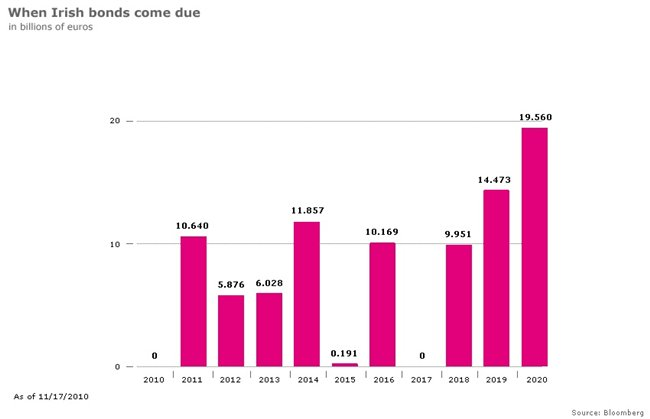 When Irish bonds come due
in billions of euros
20
19.560
14.473
11.857
10.640
10.169
9.951
10
5.876
6.028
0.191
0
0
0
2010 2011 2012 2013 2014 2015 2016 2017 2018 2019 2020
As of 11/17/2010
Source: Bloomberg